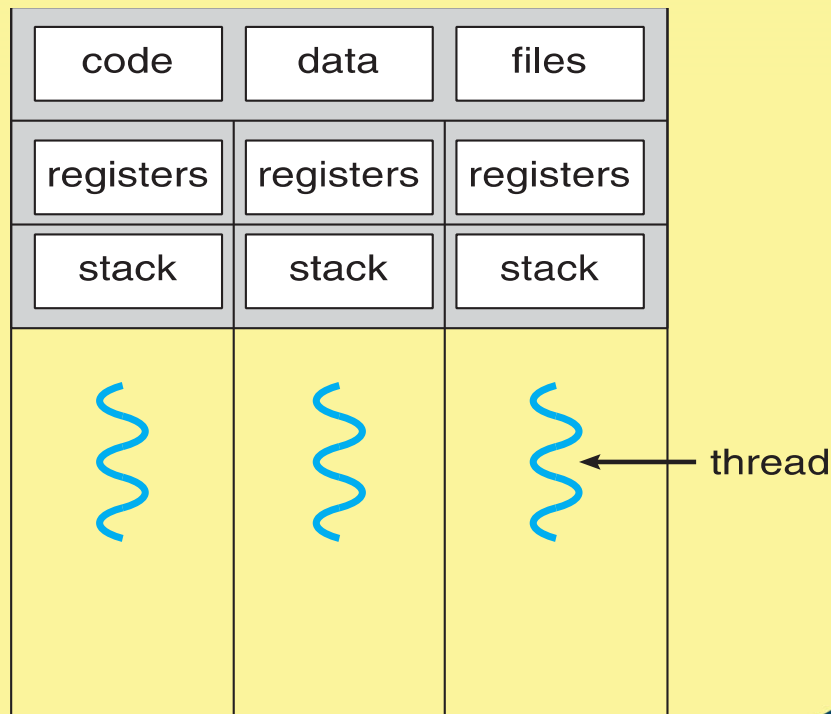 code data files
registers registers registers
stack stack stack
thread